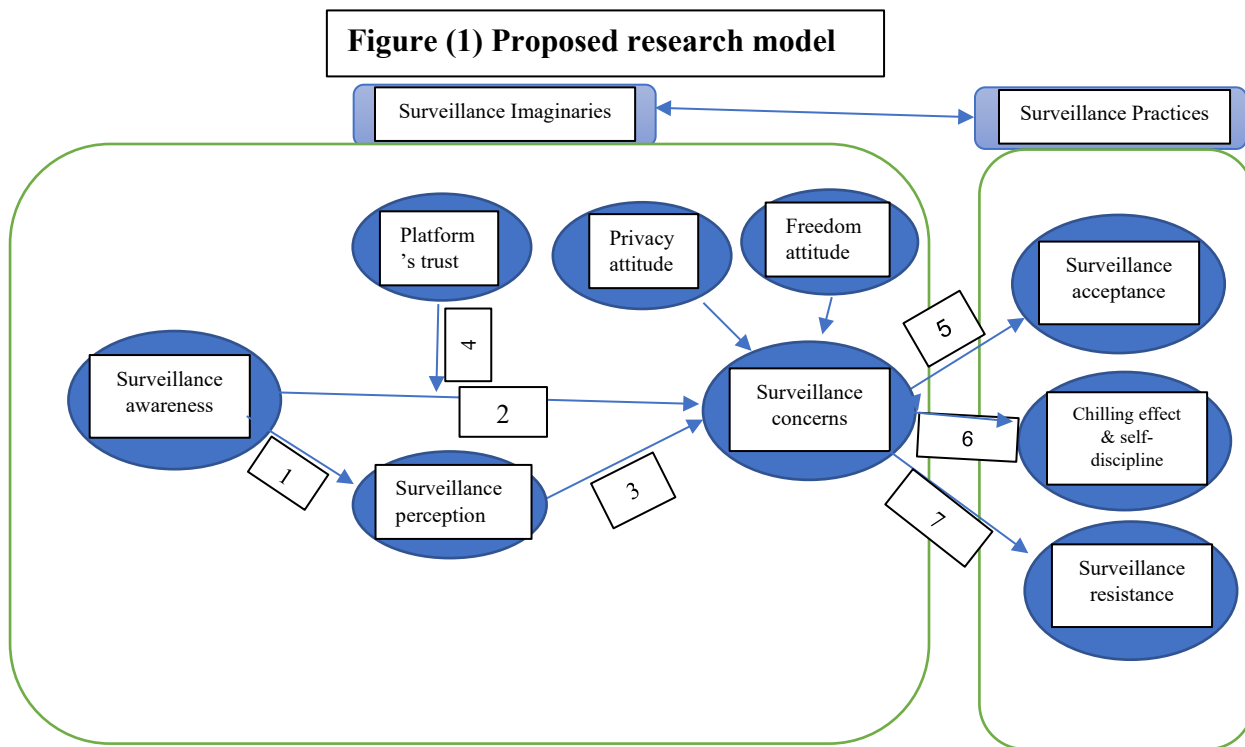 Figure (1) Proposed research model
Surveillance Imaginaries
Surveillance Practices
Platform
’s trust
Privacy
attitude
Freedom
attitude
Surveillance
acceptance
5
4
Surveillance
awareness
2
Surveillance
concerns
Chilling effect
& self-
discipline
6
1
Surveillance
perception
3
7
Surveillance
resistance